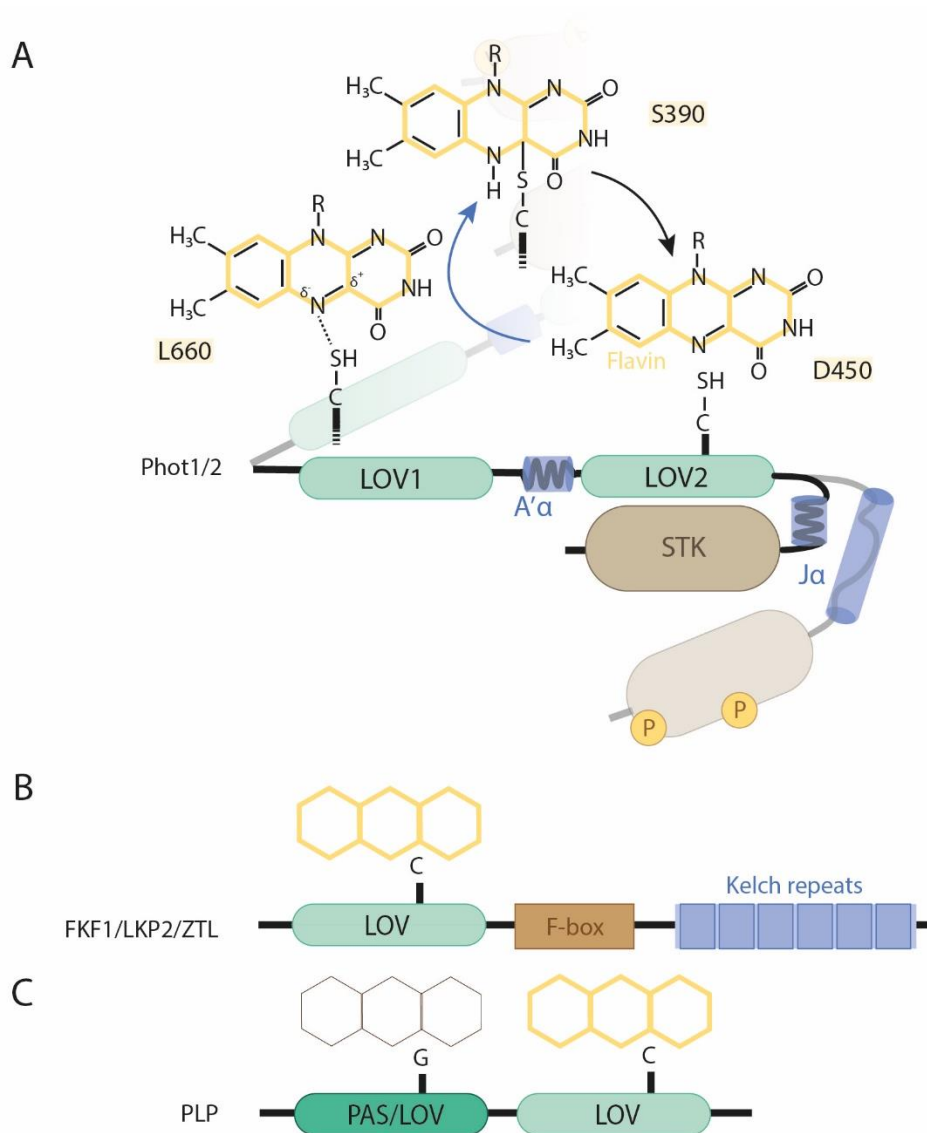 A
R
N
N
O
S390
H₃C
H₃C
NH
N
H
O
S
C
R
N
N
O
H₃C
H₃C
δ⁻
δ⁺
N
NH
O
L660
SH
C
R
N
N
O
H₃C
H₃C
N
NH
O
Flavin
D450
SH
C
Phot1/2
LOV1
A'α
LOV2
STK
Jα
P
P
B
C
Kelch repeats
FKF1/LKP2/ZTL
LOV
F-box
C
G
C
PLP
PAS/LOV
LOV